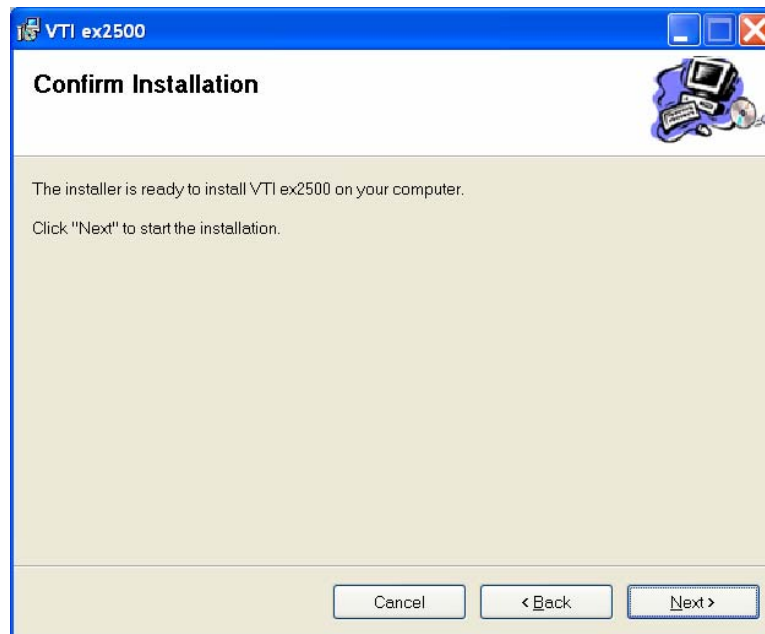 VTI ex2500
Confirm Installation
The installer is ready to install VTI ex2500 on your computer.
Click "Next" to start the installation.
Cancel
< Back
Next >